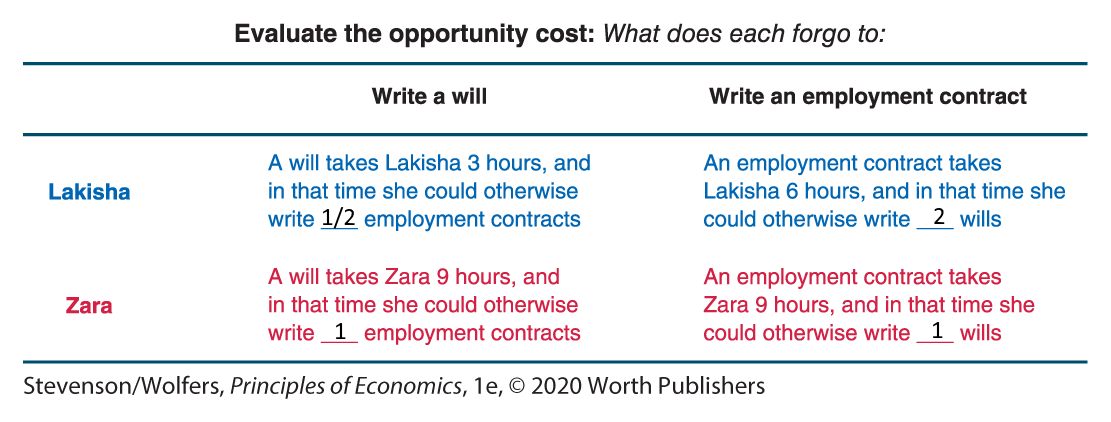 Evaluate the opportunity cost: What does each forgo to:
Write a will
Write an employment contract
Lakisha
A will takes Lakisha 3 hours, and
in that time she could otherwise
write 1/2 employment contracts
An employment contract takes
Lakisha 6 hours, and in that time she
could otherwise write 2 wills
Zara
A will takes Zara 9 hours, and
in that time she could otherwise
write 1 employment contracts
An employment contract takes
Zara 9 hours, and in that time she
could otherwise write 1 wills
Stevenson/Wolfers, Principles of Economics, 1e, © 2020 Worth Publishers